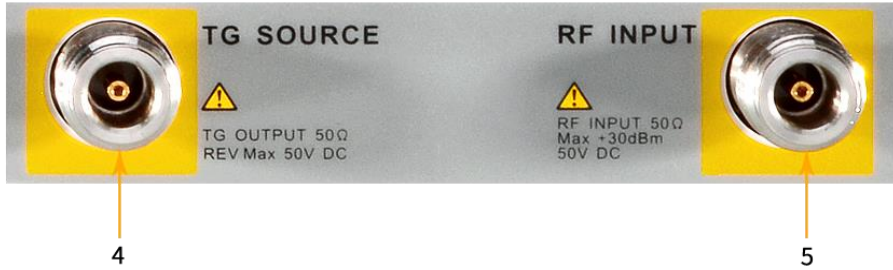 TG SOURCE
TG OUTPUT 50Ω
REV Max 50V DC
RF INPUT
RF INPUT 50Ω
Max +30dBm
50V DC
4
5